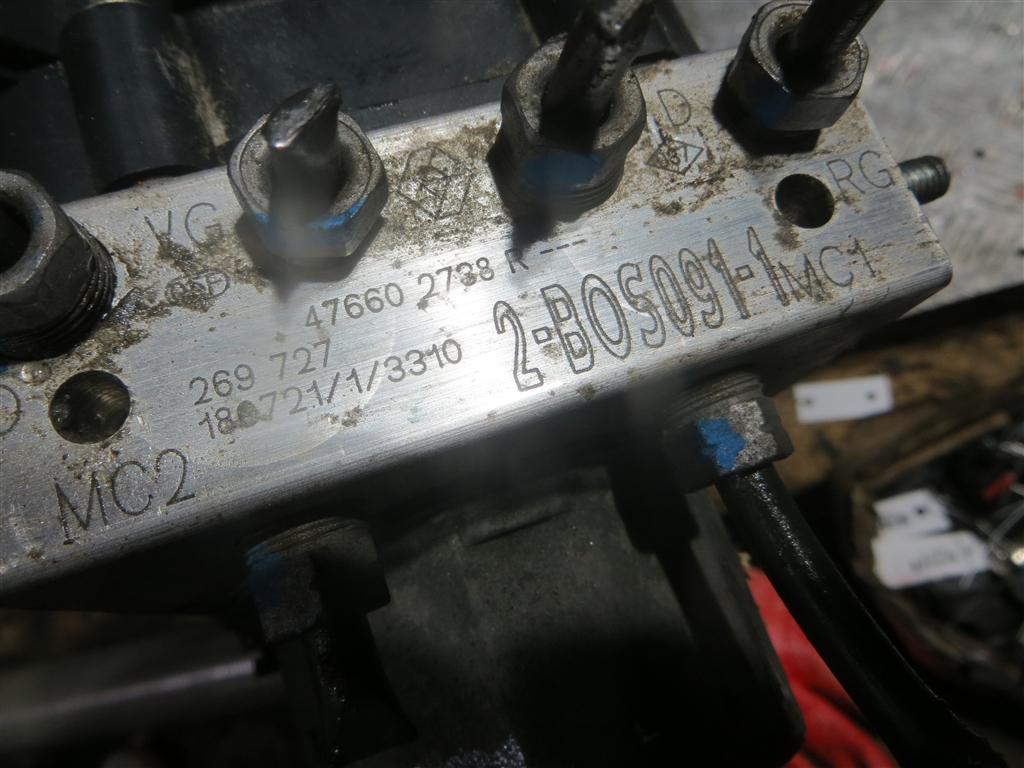 D
RG
VG
D
47660 2738 R ---
2-BOS091-1
MC1
269 727
MC2